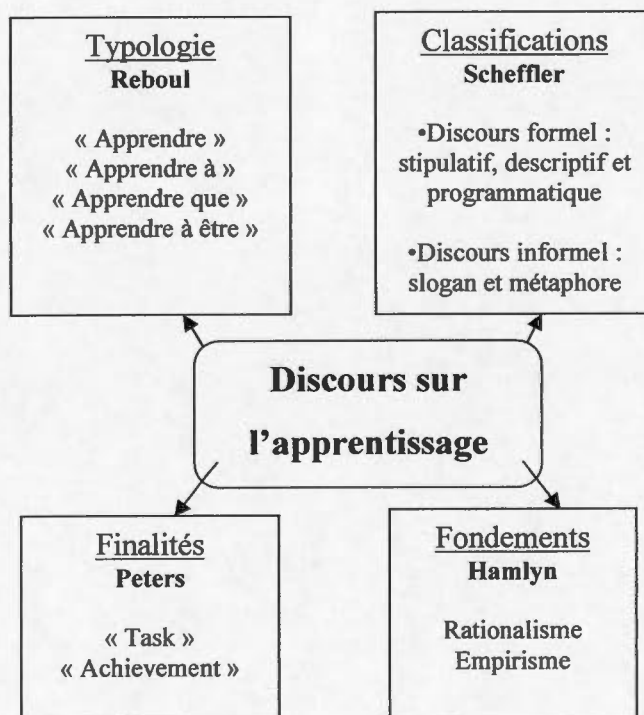 Typologie
Reboul
« Apprendre »
« Apprendre à »
« Apprendre que »
« Apprendre à être »
Classifications
Scheffler
•Discours formel :
stipulatif, descriptif et
programmatique
•Discours informel :
slogan et métaphore
Discours sur
l’apprentissage
Finalités
Peters
« Task »
« Achievement »
Fondements
Hamlyn
Rationalisme
Empirisme